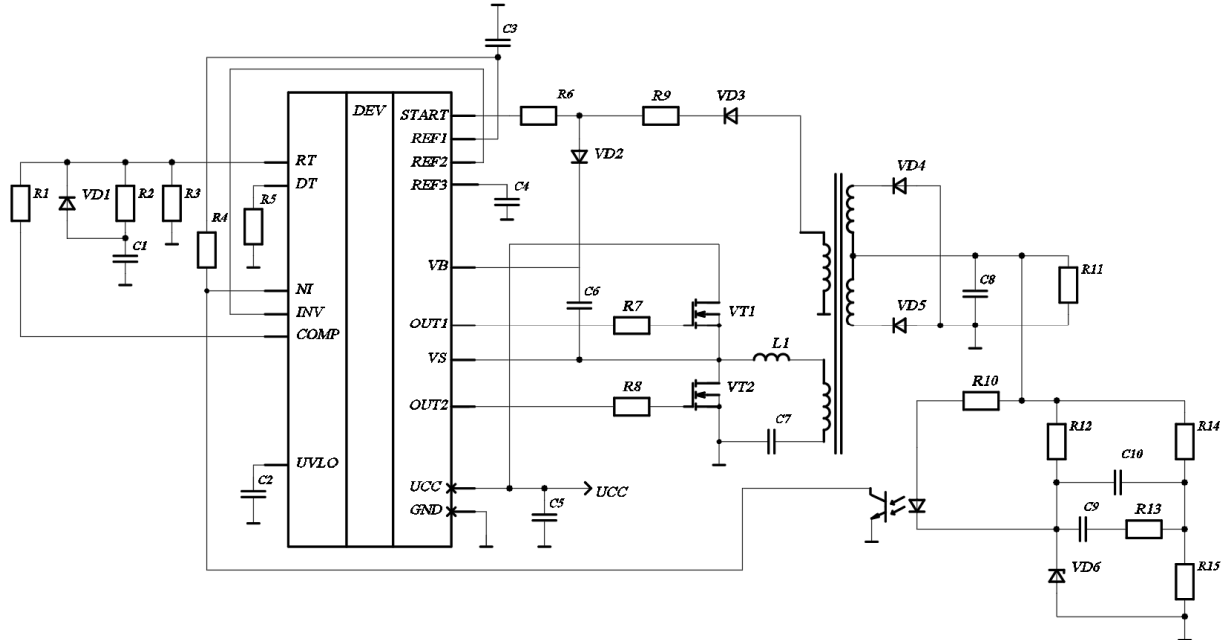 C3
DEV
START
R6
R9
VD3
REF1
REF2
VD2
RT
DT
REF3
C4
VD4
R1
VD1
R2
R3
R4
R5
C1
VB
R11
C8
NI
C6
R7
VT1
VD5
INV
OUT1
COMP
VS
L1
R8
VT2
R10
OUT2
C7
R12
R14
C10
UVLO
C2
UCC
C5
UCC
C9
R13
GND
VD6
R15